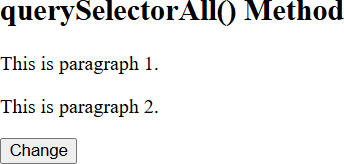 querySelectorAll() Method
This is paragraph 1.
This is paragraph 2.
Change